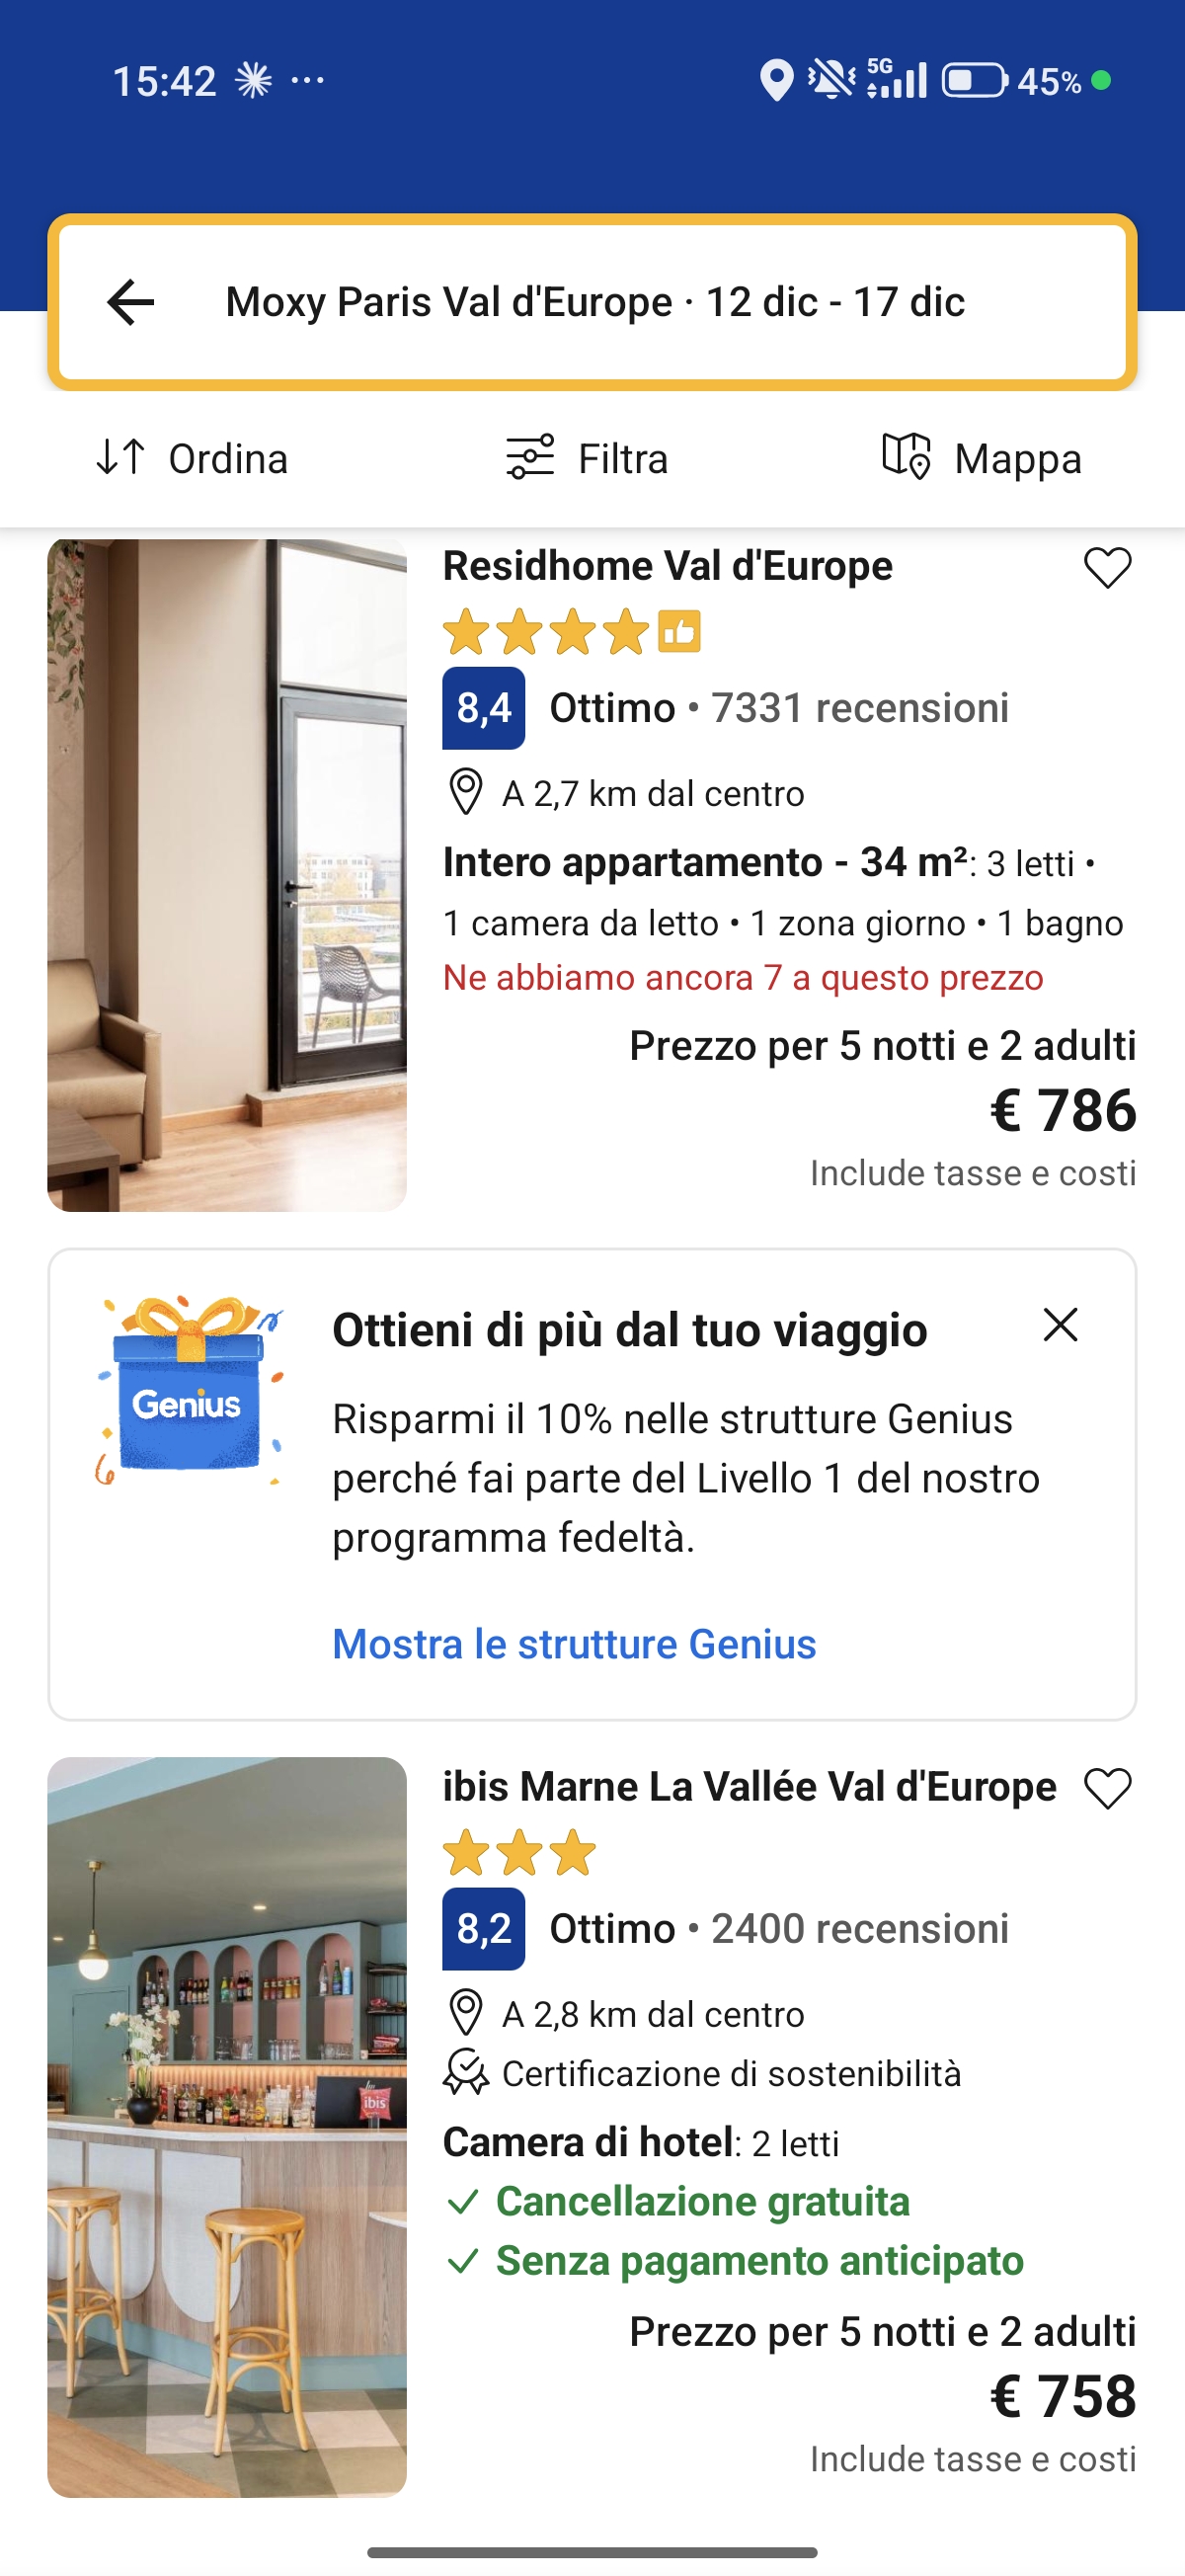 15:42
5G
45%
Moxy Paris Val d'Europe · 12 dic - 17 dic
Ordina
Filtra
Mappa
Residhome Val d'Europe
8,4 Ottimo • 7331 recensioni
A 2,7 km dal centro
Intero appartamento - 34 m²: 3 letti •
1 camera da letto • 1 zona giorno • 1 bagno
Ne abbiamo ancora 7 a questo prezzo
Prezzo per 5 notti e 2 adulti
€ 786
Include tasse e costi
Genius
Ottieni di più dal tuo viaggio
Risparmi il 10% nelle strutture Genius
perché fai parte del Livello 1 del nostro
programma fedeltà.
Mostra le strutture Genius
ibis Marne La Vallée Val d'Europe
8,2 Ottimo • 2400 recensioni
A 2,8 km dal centro
Certificazione di sostenibilità
Camera di hotel: 2 letti
Cancellazione gratuita
Senza pagamento anticipato
ibis
Prezzo per 5 notti e 2 adulti
€ 758
Include tasse e costi